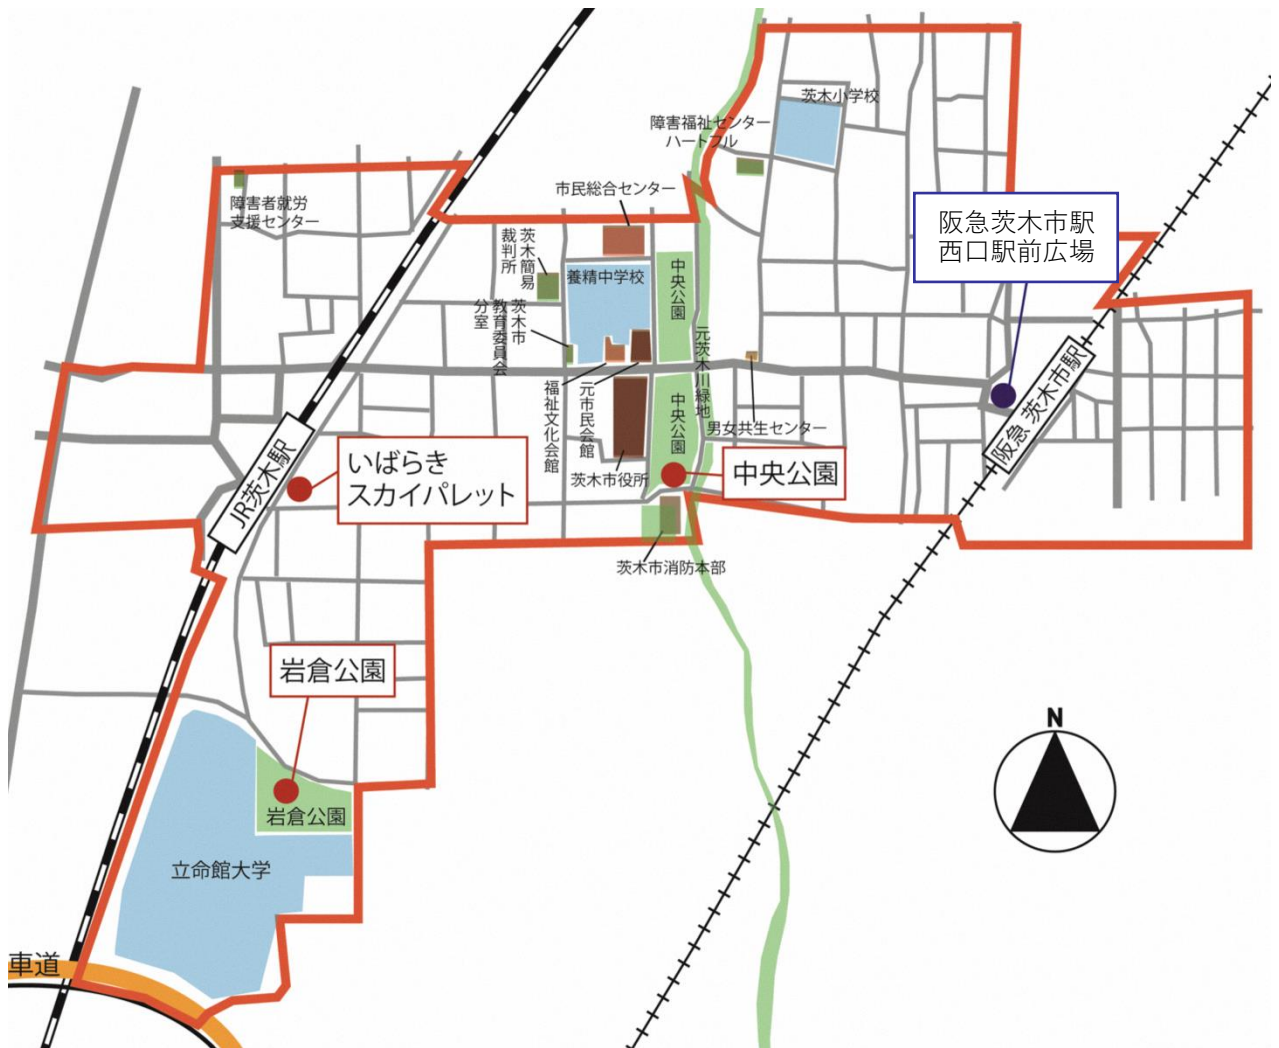 茨木小学校
障害福祉センター
ハートフル
市民総合センター
障害者就労
支援センター
阪急茨木市駅
西口駅前広場
茨木簡易
裁判所
養精中学校
中央公園
茨木市
教育委員会
分室
元茨木川緑地
福祉文化会館
元市民会館
中央公園
男女共生センター
阪急 茨木市駅
JR茨木駅
いばらき
スカイパレット
茨木市役所
中央公園
茨木市消防本部
岩倉公園
岩倉公園
立命館大学
車道
N